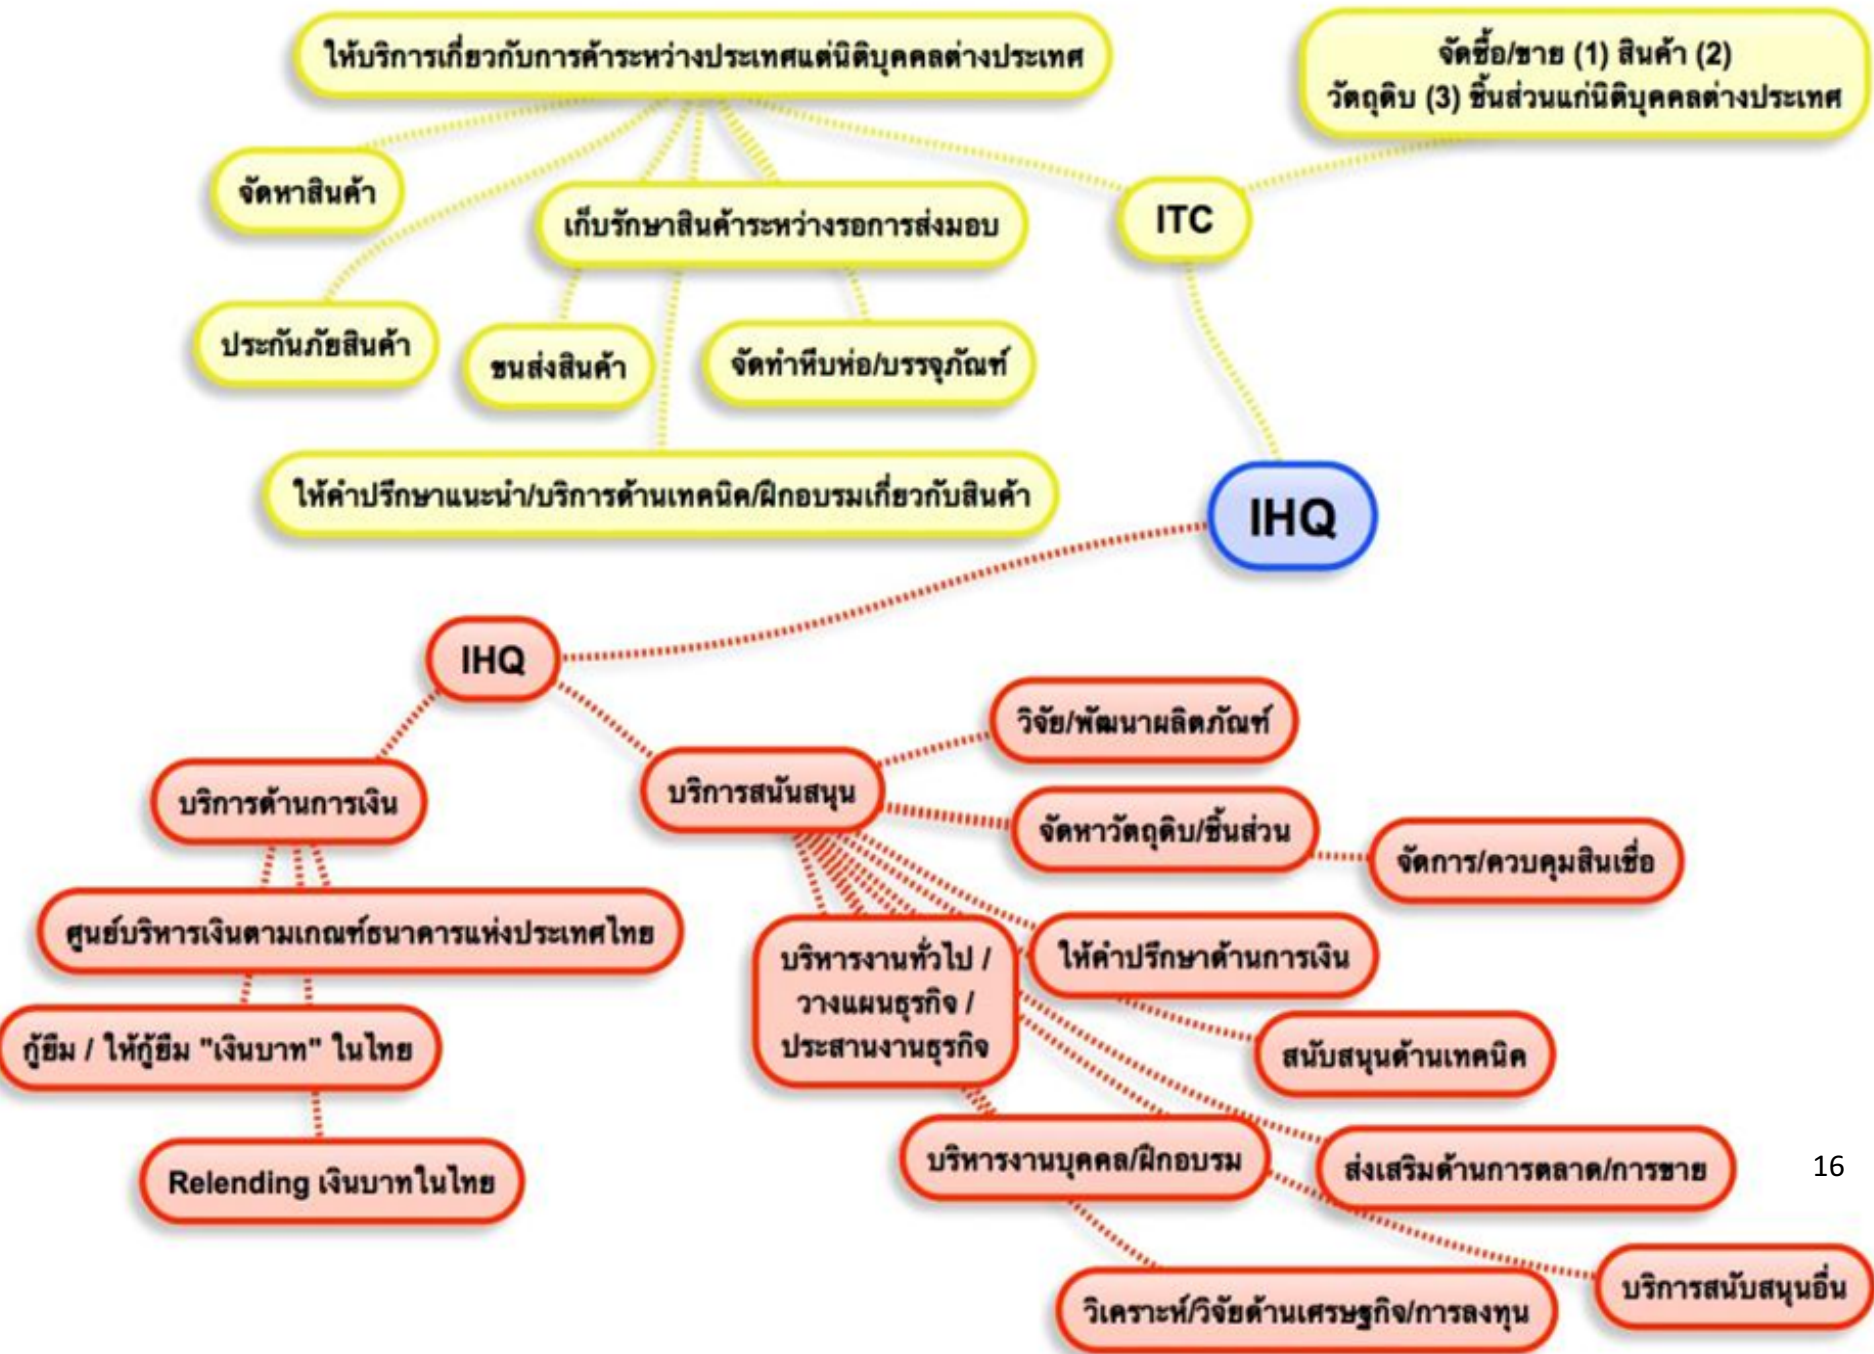 ให้บริการเกี่ยวกับการค้าระหว่างประเทศแต่นิติบุคคลต่างประเทศ
จัดซื้อ/ขาย (1) สินค้า (2)
วัตถุดิบ (3) ชิ้นส่วนแก่นิติบุคคลต่างประเทศ
จัดหาสินค้า
เก็บรักษาสินค้าระหว่างรอการส่งมอบ
ITC
ประกันภัยสินค้า
ขนส่งสินค้า
จัดทำหีบห่อ/บรรจุภัณฑ์
ให้คำปรึกษาแนะนำ/บริการด้านเทคนิค/ฝึกอบรมเกี่ยวกับสินค้า
IHQ
IHQ
วิจัย/พัฒนาผลิตภัณฑ์
บริการด้านการเงิน
บริการสนันสนุน
จัดหาวัตถุดิบ/ชิ้นส่วน
จัดการ/ควบคุมสินเชื่อ
ศูนย์บริหารเงินตามเกณฑ์ธนาคารแห่งประเทศไทย
บริหารงานทั่วไป /
วางแผนธุรกิจ /
ประสานงานธุรกิจ
ให้คำปรึกษาด้านการเงิน
กู้ยืม / ให้กู้ยืม "เงินบาท" ในไทย
สนับสนุนด้านเทคนิค
Relending เงินบาทในไทย
บริหารงานบุคคล/ฝึกอบรม
ส่งเสริมด้านการตลาด/การขาย
16
บริการสนับสนุนอื่น
วิเคราะห์/วิจัยด้านเศรษฐกิจ/การลงทุน